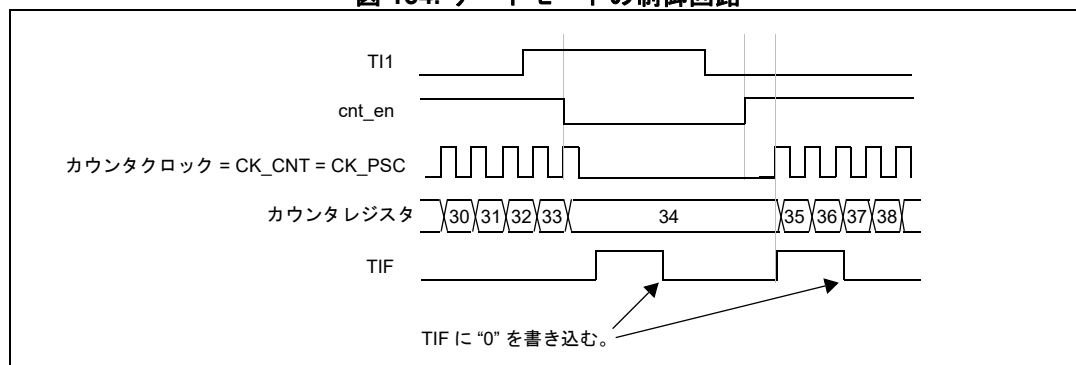 TI1
cnt_en
カウンタクロック = CK_CNT = CK_PSC
カウンタレジスタ 30 31 32 33 34 35 36 37 38
TIF
TIF に “0” を書き込む。